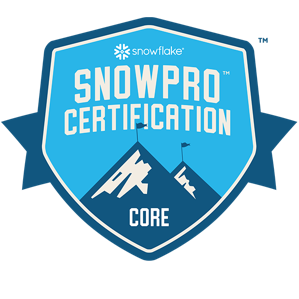 snowflake®
™
SNOWPRO™
CERTIFICATION
CORE